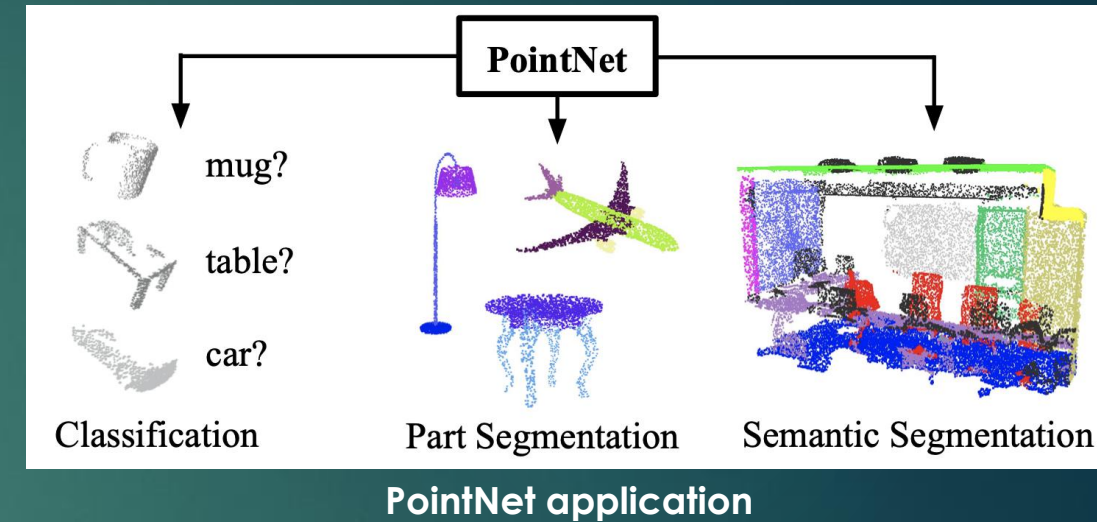 PointNet
mug?
table?
car?
Classification
Part Segmentation
Semantic Segmentation
PointNet application